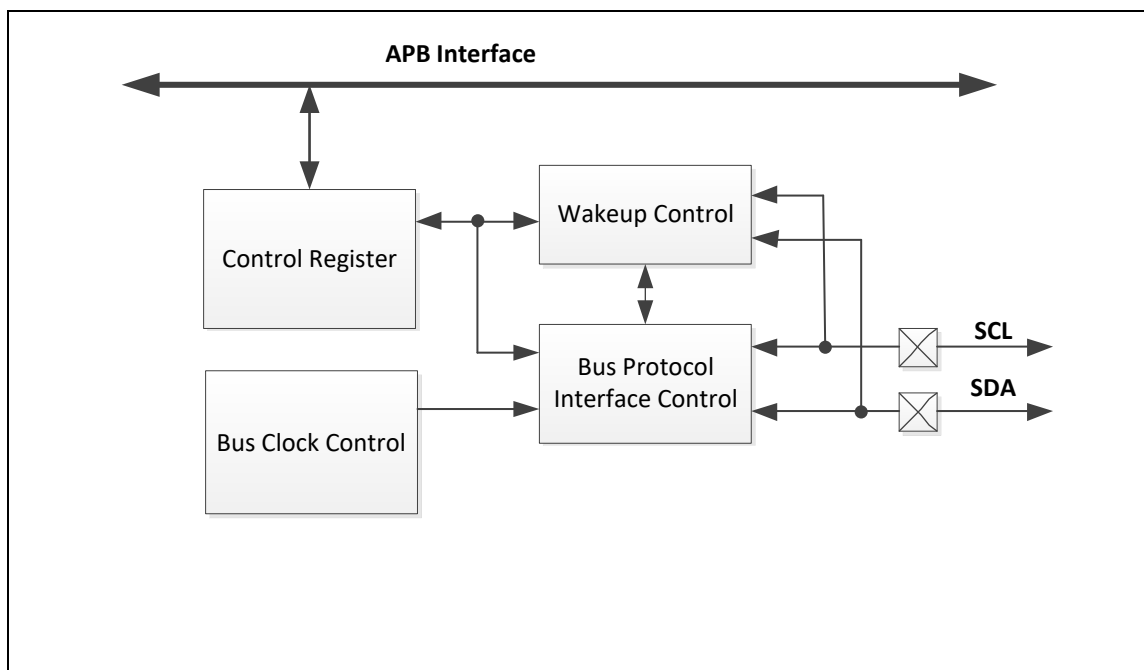 APB Interface
Wakeup Control
Control Register
SCL
Bus Protocol
Interface Control
SDA
Bus Clock Control